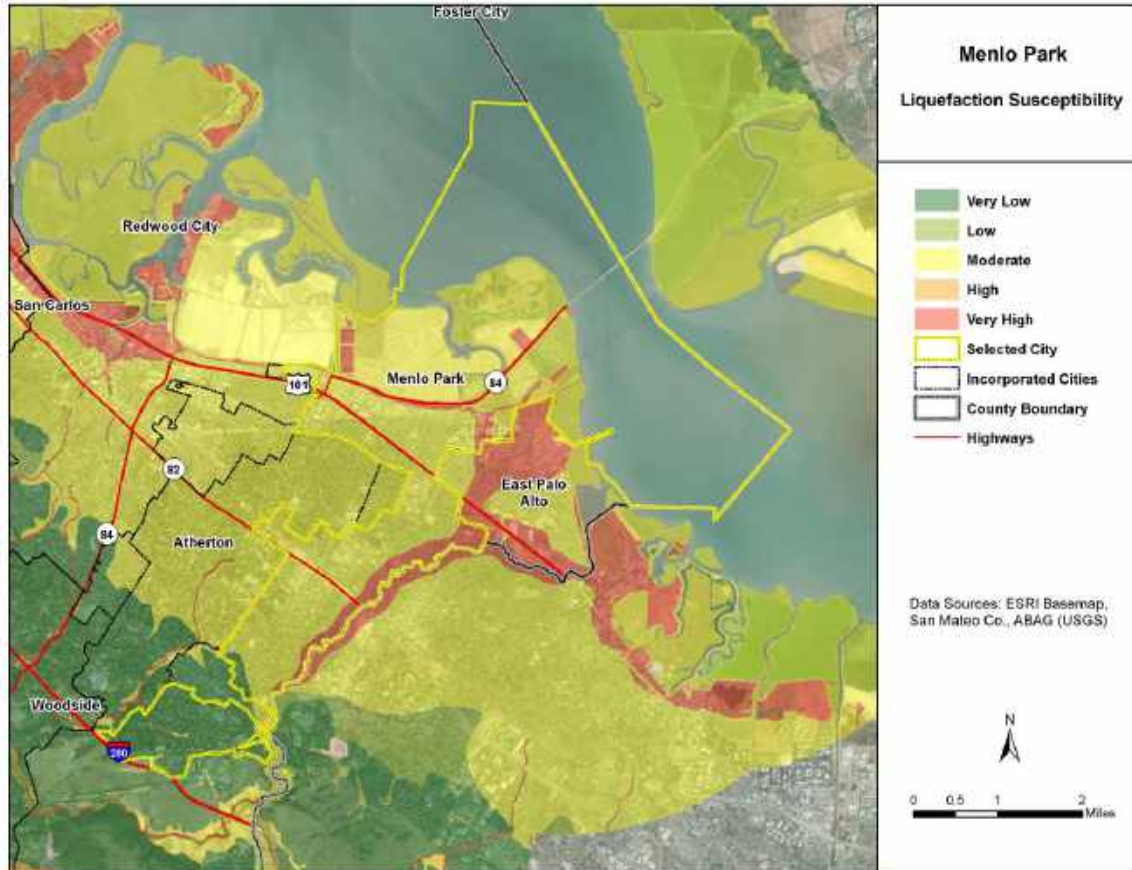 Foster City
Redwood City
San Carlos
101
Menlo Park
84
82
East Palo
Alto
84
Atherton
Woodside
280
Menlo Park
Liquefaction Susceptibility
Very Low
Low
Moderate
High
Very High
Selected City
Incorporated Cities
County Boundary
Highways
Data Sources: ESRI Basemap,
San Mateo Co., ABAG (USGS)
N
0 0.5 1 2
Miles